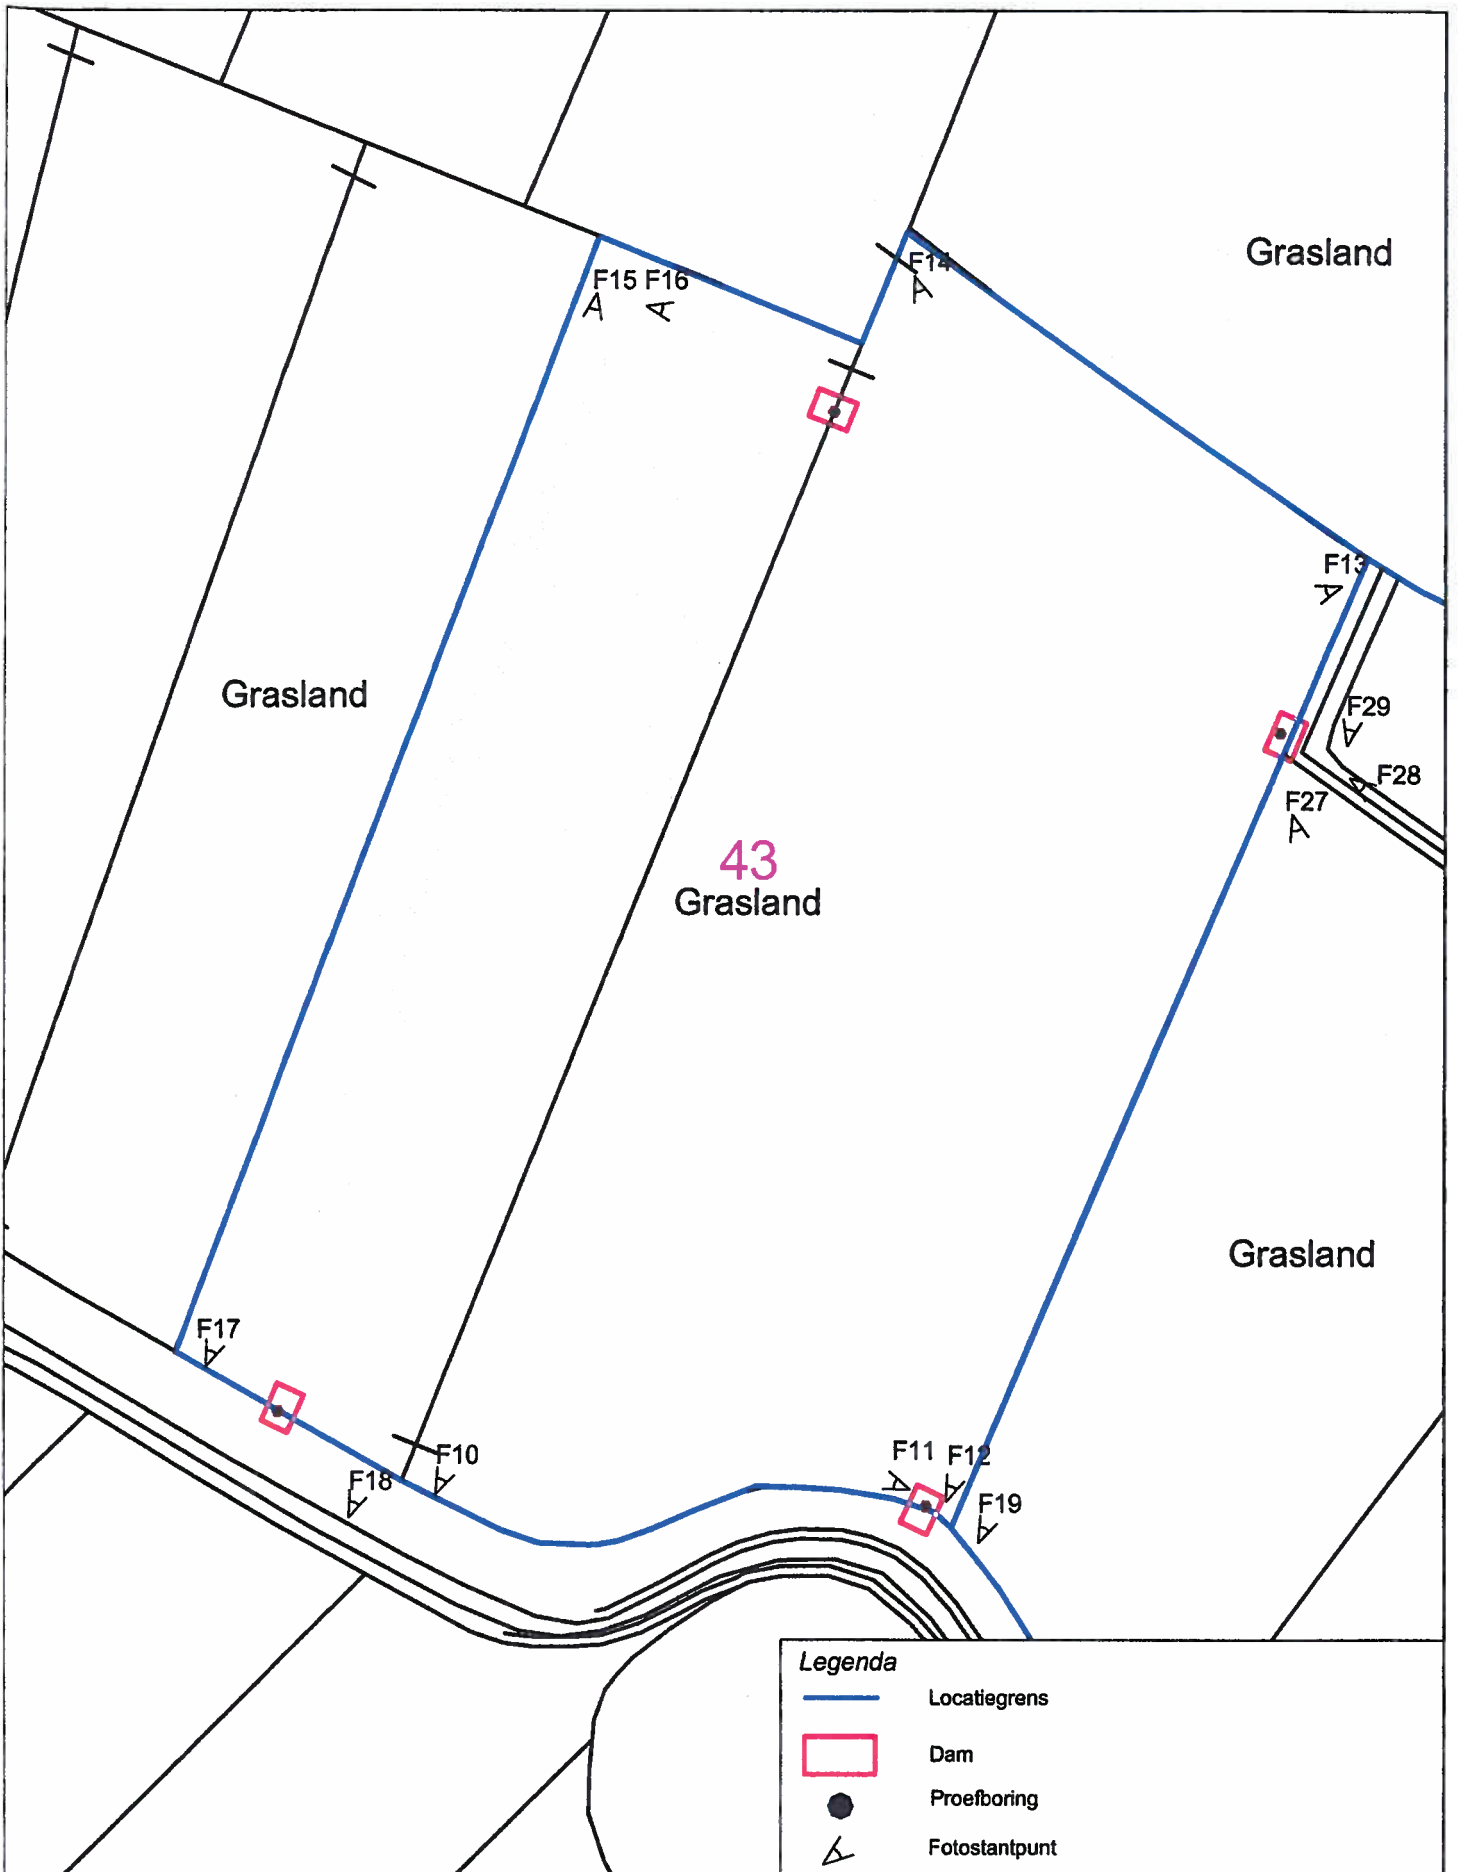 Grasland
F14
F15 F16
F13
Grasland
F29
F28
F27
43
Grasland
Grasland
F17
F10
F18
F11 F12
F19
Legenda
Locatiegrens
Dam
Proefboring
Fotostantpunt